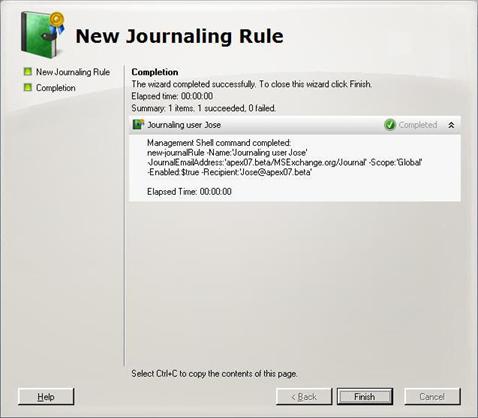 New Journaling Rule
New Journaling Rule
Completion
Completion
The wizard completed successfully. To close this wizard click Finish.
Elapsed time: 00:00:00
Summary: 1 items, 1 succeeded, 0 failed.
Journaling user Jose
Completed
Management Shell command completed:
new-journalRule -Name:'Journaling user Jose'
-JournalEmailAddress:'apex07.beta/MSExchange.org/Journal' -Scope:'Global'
-Enabled:$true -Recipient:'Jose@apex07.beta'
Elapsed Time: 00:00:00
Select Ctrl+C to copy the contents of this page.
Help
< Back
Finish
Cancel